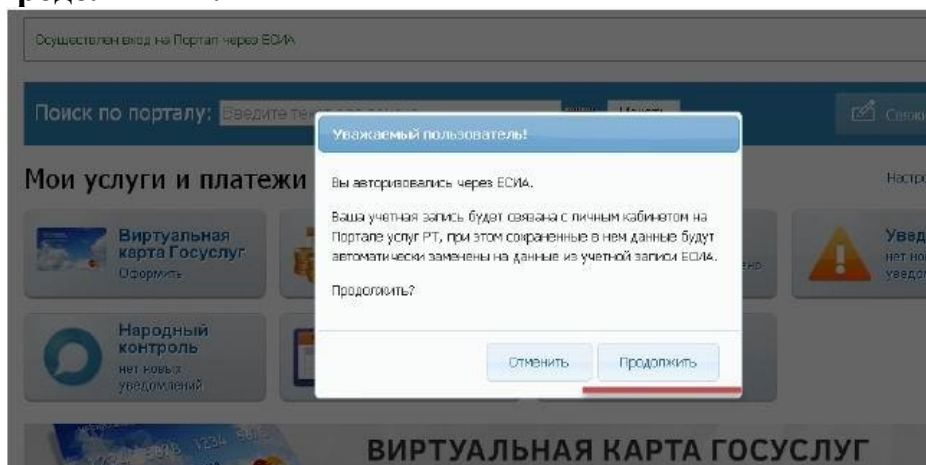 Осуществлен вход на Портал через ЕСИА
Поиск по порталу: Введите
Уважаемый пользователь!
Вы авторизовались через ЕСИА.
Ваша учетная запись будет связана с личным кабинетом на
Портале услуг РТ, при этом сохраненные в нем данные будут
автоматически заменены на данные из учетной записи ЕСИА.
Продолжить?
Отменить
Продолжить
Мои услуги и платежи
Виртуальная
карта Госуслуг
Оформить
Народный
контроль
нет новых
уведомлений
ВИРТУАЛЬНАЯ КАРТА ГОСУСЛУГ